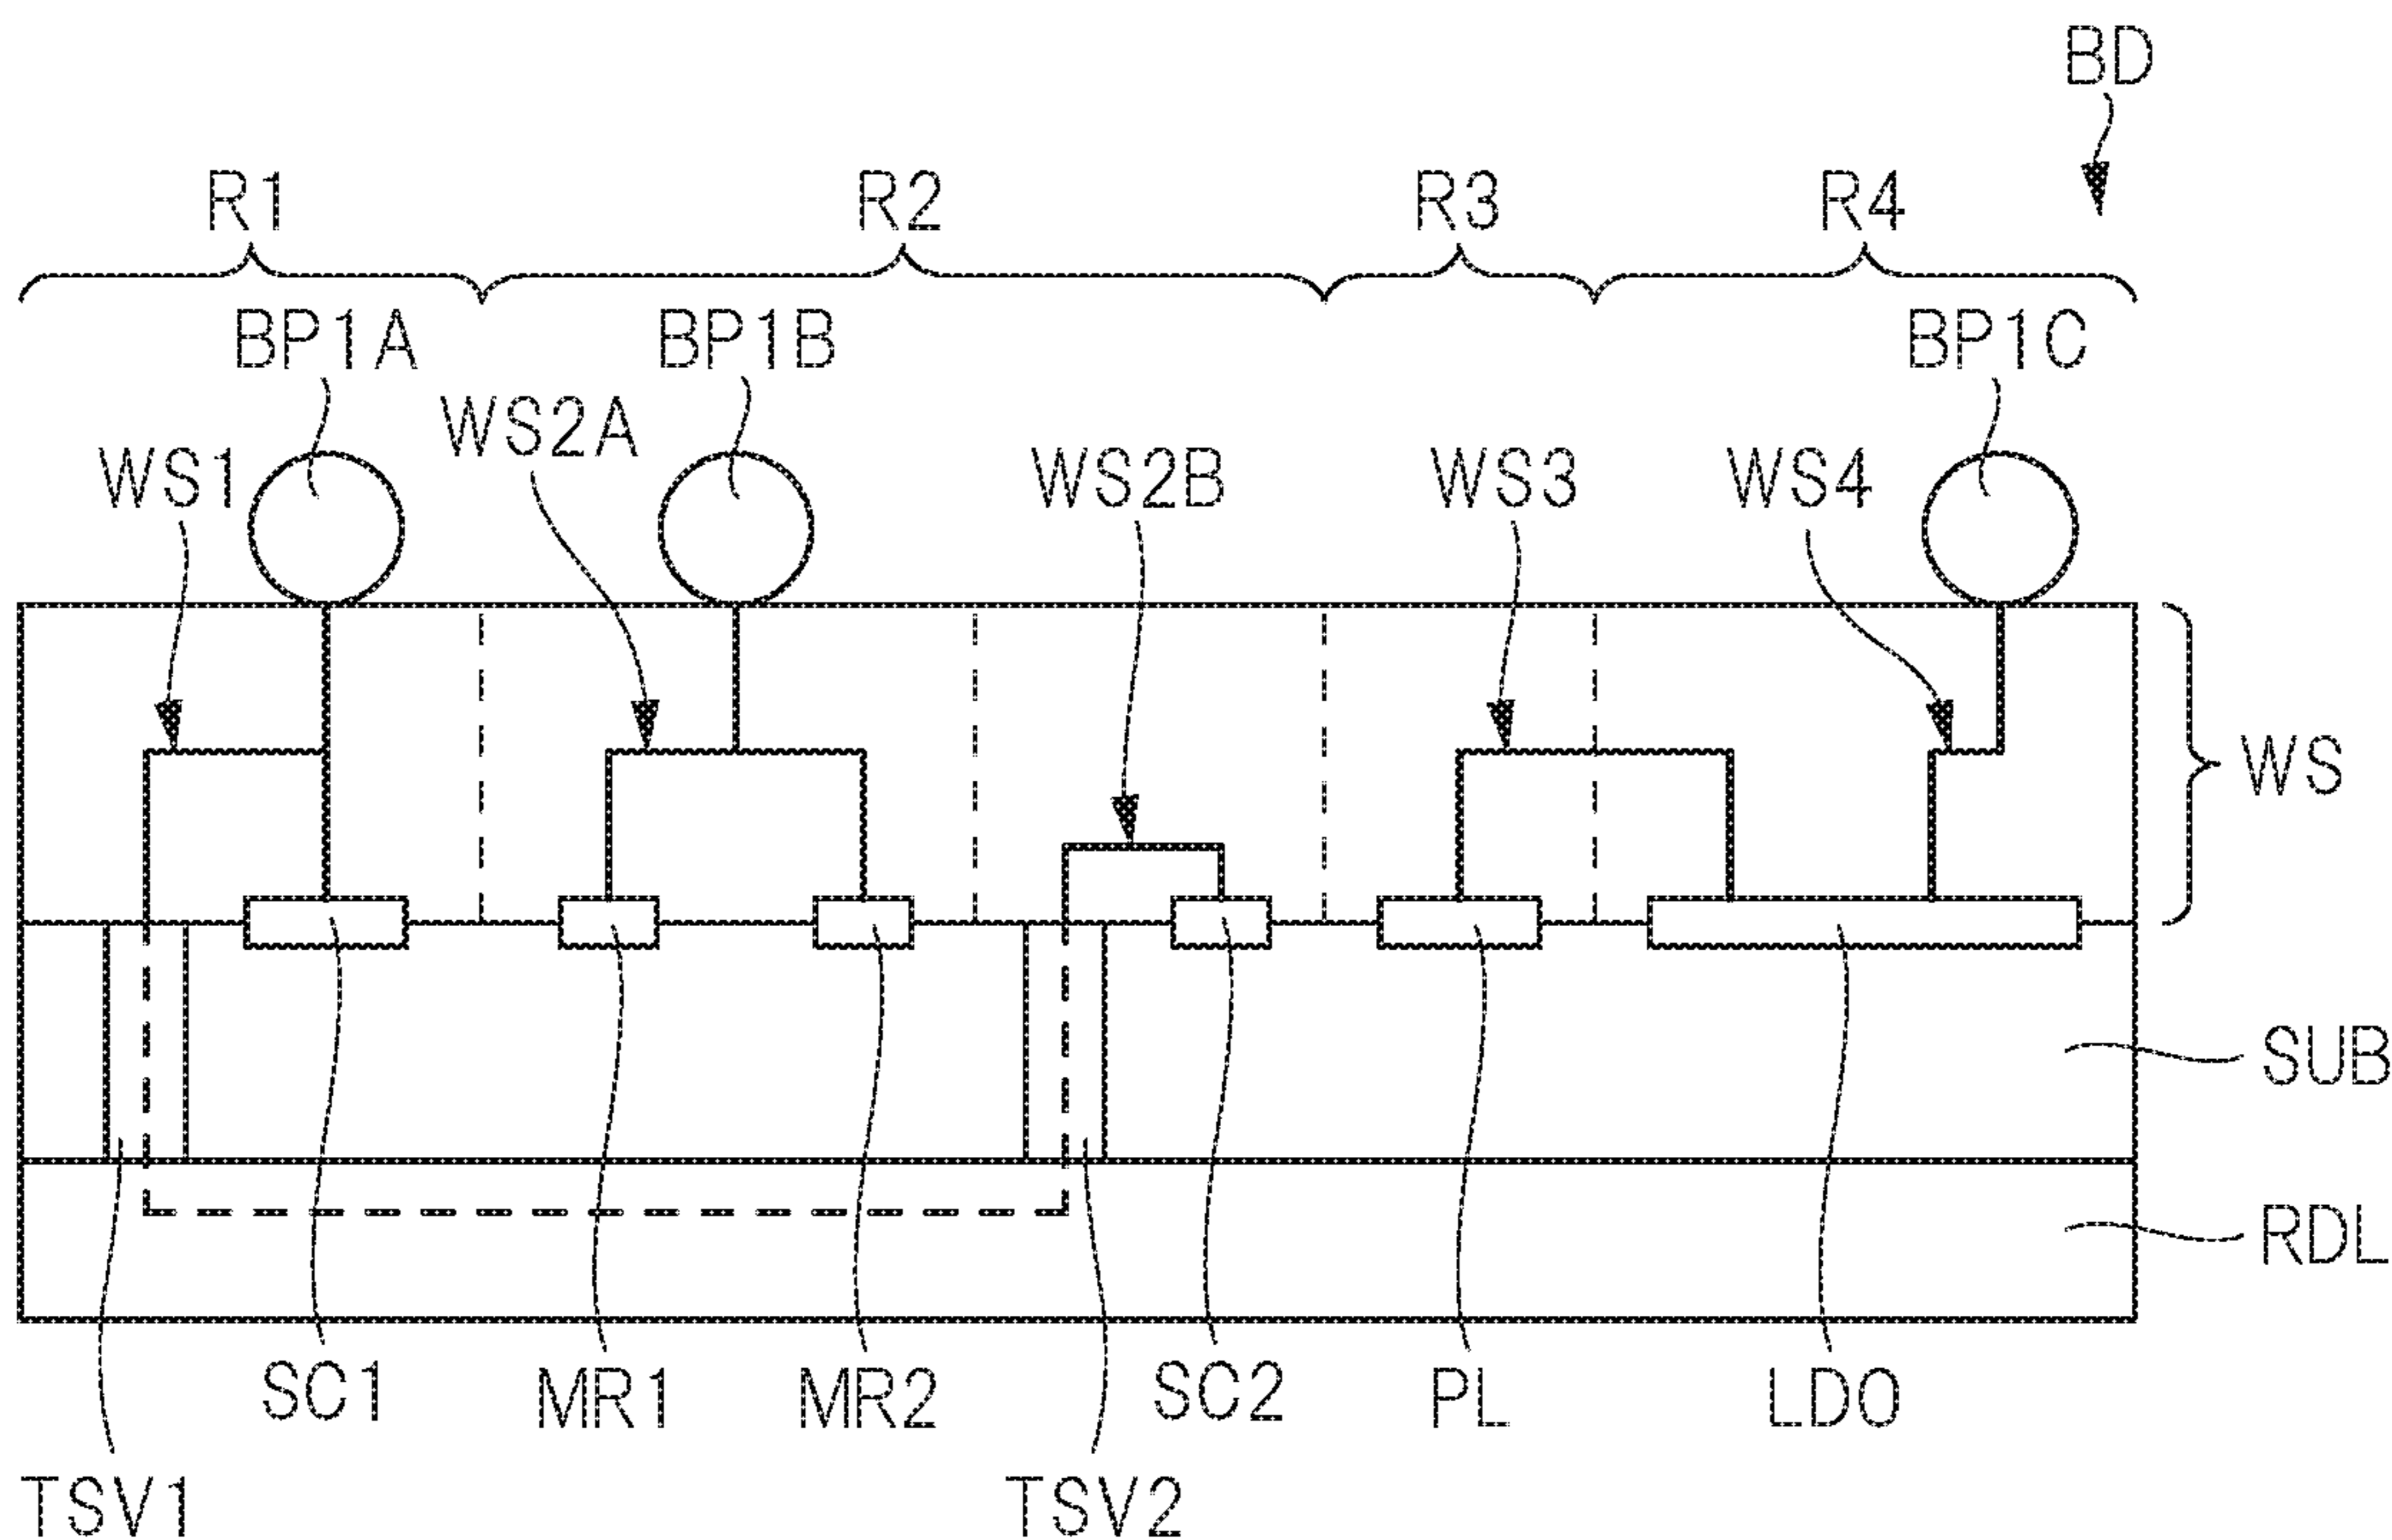 BD
R1 R2 R3 R4
BP1A BP1B BP1C
WS1 WS2A WS2B WS3 WS4
WS
SUB
RDL
SC1 MR1 MR2 SC2 PL LDO
TSV1 TSV2